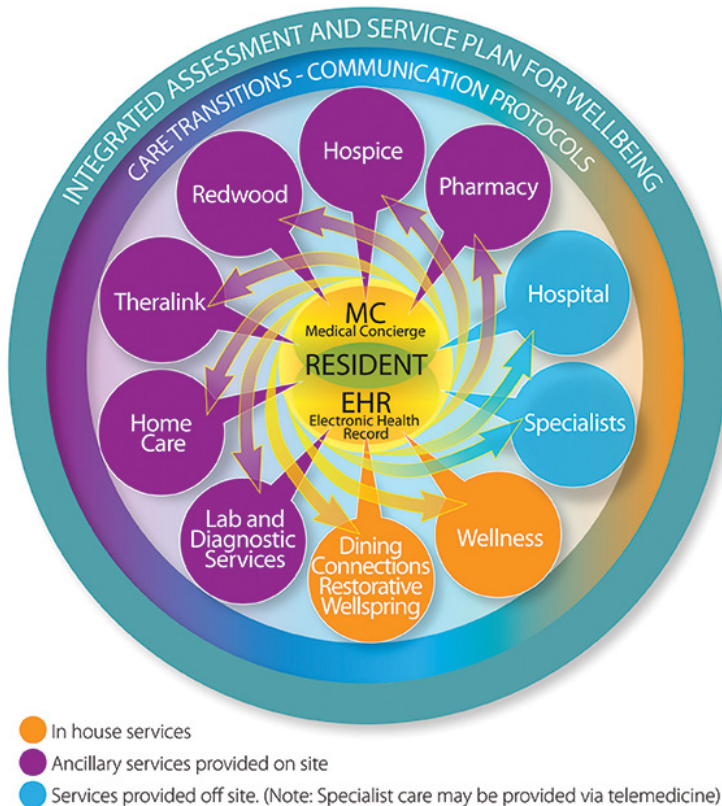 INTEGRATED ASSESSMENT AND SERVICE PLAN FOR WELLBEING
CARE TRANSITIONS - COMMUNICATION PROTOCOLS
Hospice
Redwood
Pharmacy
Theralink
Hospital
MC
Medical Concierge
RESIDENT
EHR
Electronic Health
Record
Home
Care
Specialists
Lab and
Diagnostic
Services
Dining
Connections
Restorative
Wellspring
Wellness
In house services
Ancillary services provided on site
Services provided off site. (Note: Specialist care may be provided via telemedicine)